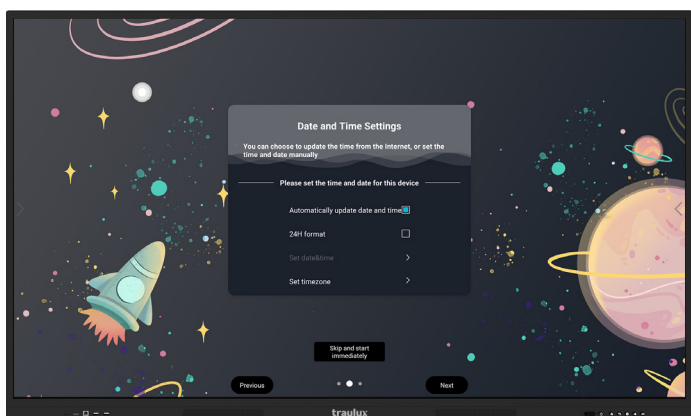 Date and Time Settings
You can choose to update the time from the Internet, or set the
time and date manually
Please set the time and date for this device
Automatically update date and time
24H format
Set date&time
Set timezone
Skip and start
immediately
Previous
Next
traulux